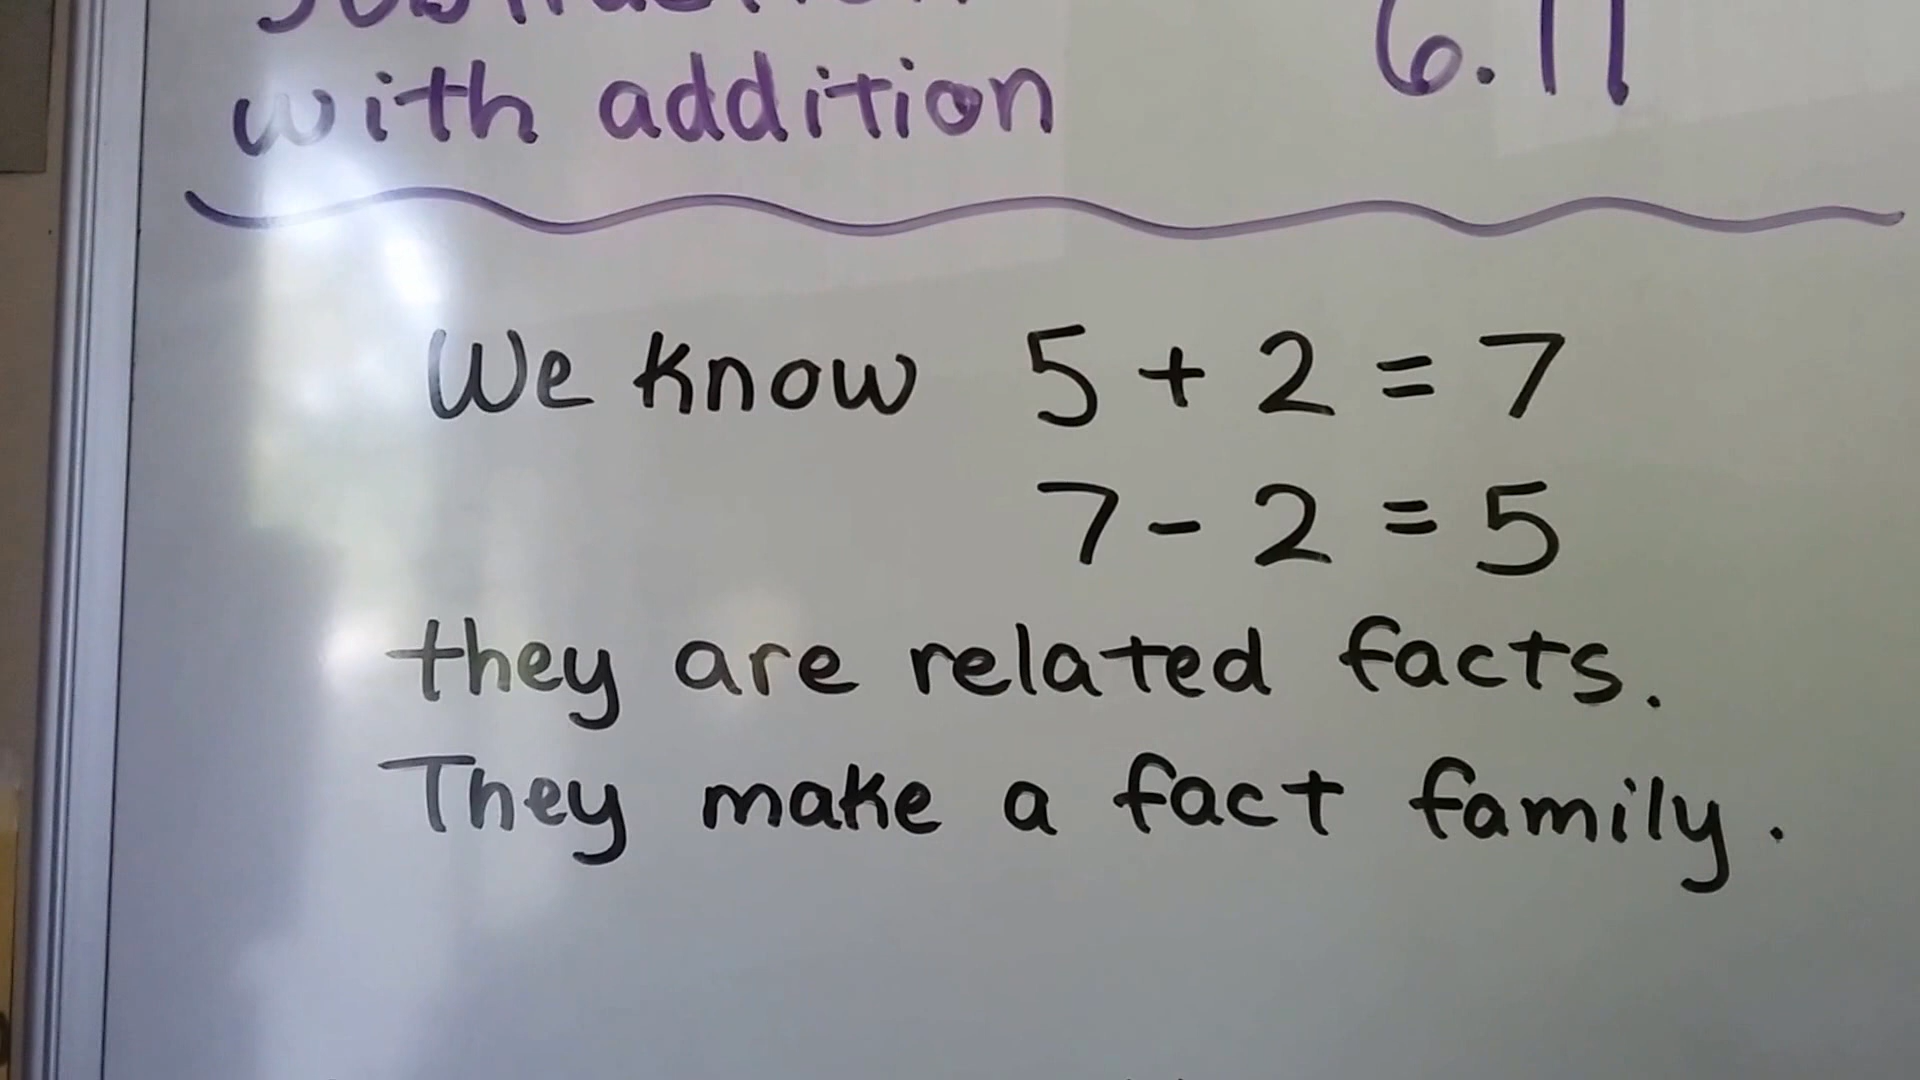 with addition
6.11
We know 5 + 2 = 7
7 - 2 = 5
they are related facts.
They make a fact family.